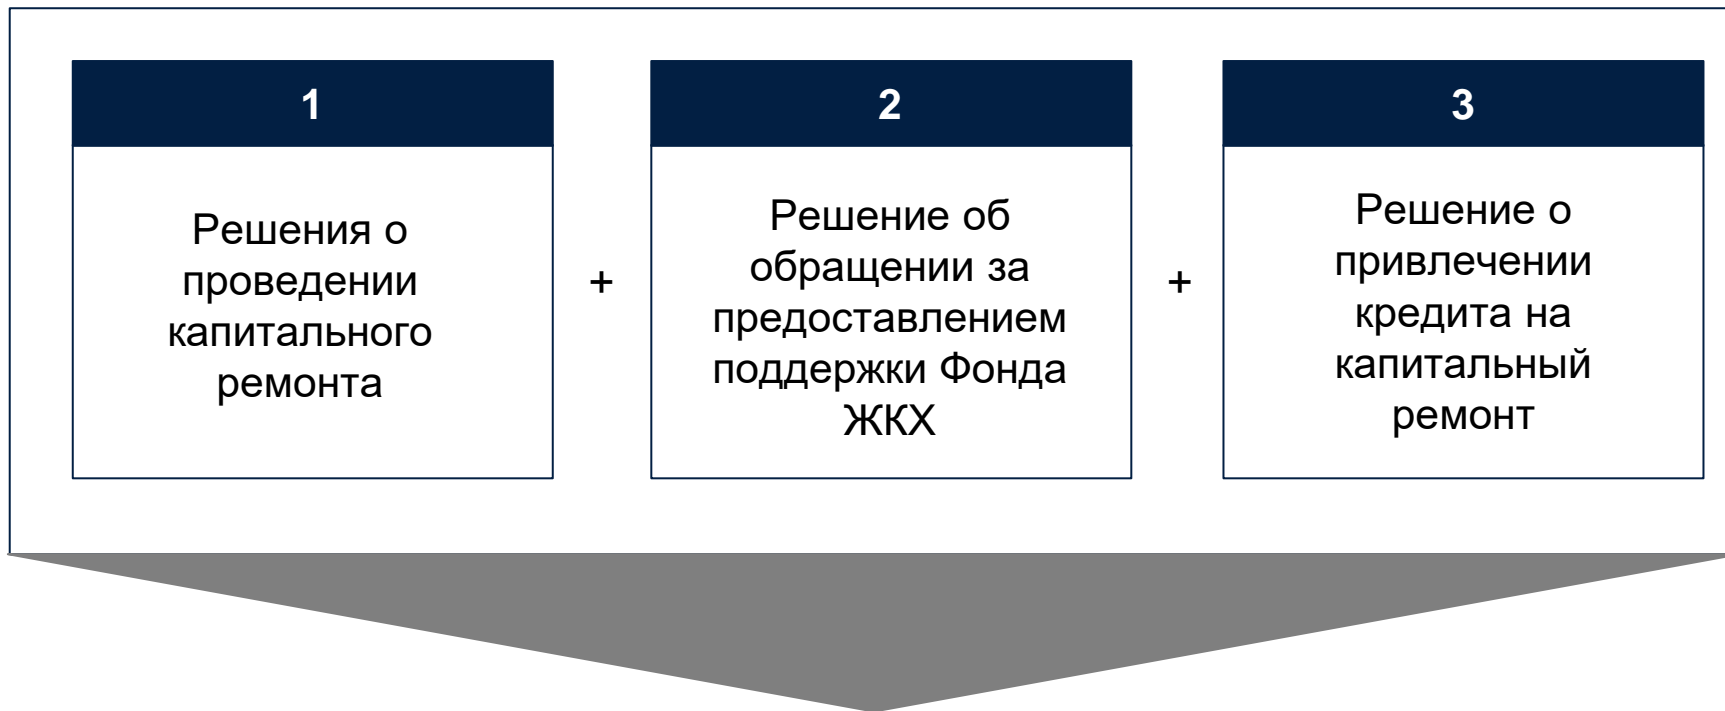 1
Решения о
проведении
капитального
ремонта
+
2
Решение об
обращении за
предоставлением
поддержки Фонда
ЖКХ
+
3
Решение о
привлечении
кредита на
капитальный
ремонт